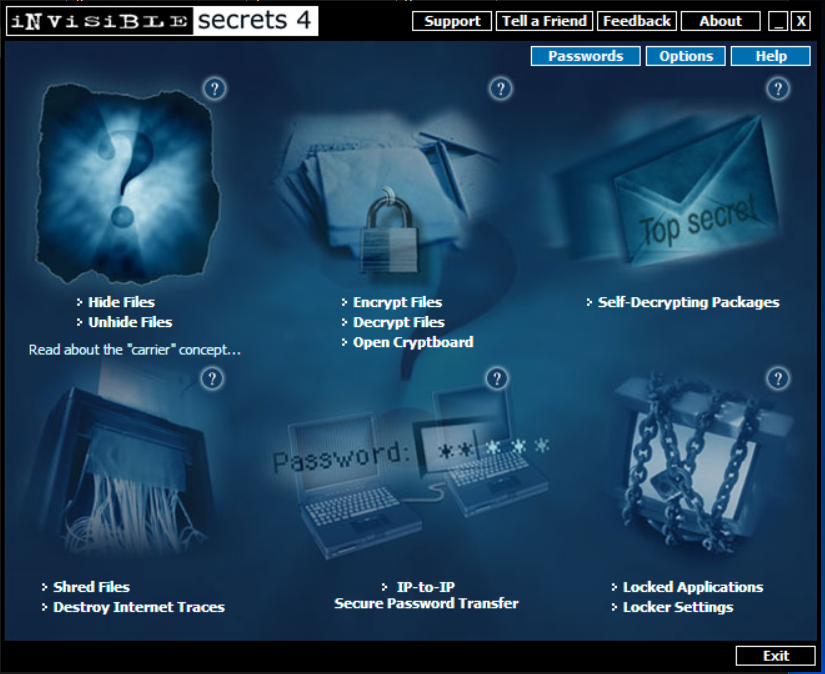 iNVisiBLE secrets 4
Support
Tell a Friend
Feedback
About
_
X
Passwords
Options
Help
?
?
?
Top secret
Hide Files
Unhide Files
Read about the "carrier" concept...
Encrypt Files
Decrypt Files
Open Cryptboard
Self-Decrypting Packages
?
?
?
Password: *****
Shred Files
Destroy Internet Traces
IP-to-IP
Secure Password Transfer
Locked Applications
Locker Settings
Exit